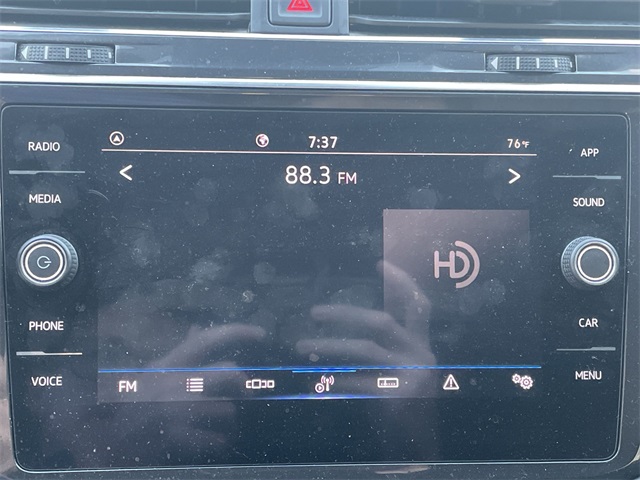 7:37
76°F
RADIO
APP
88.3 FM
MEDIA
SOUND
HD
PHONE
CAR
VOICE
FM
MENU